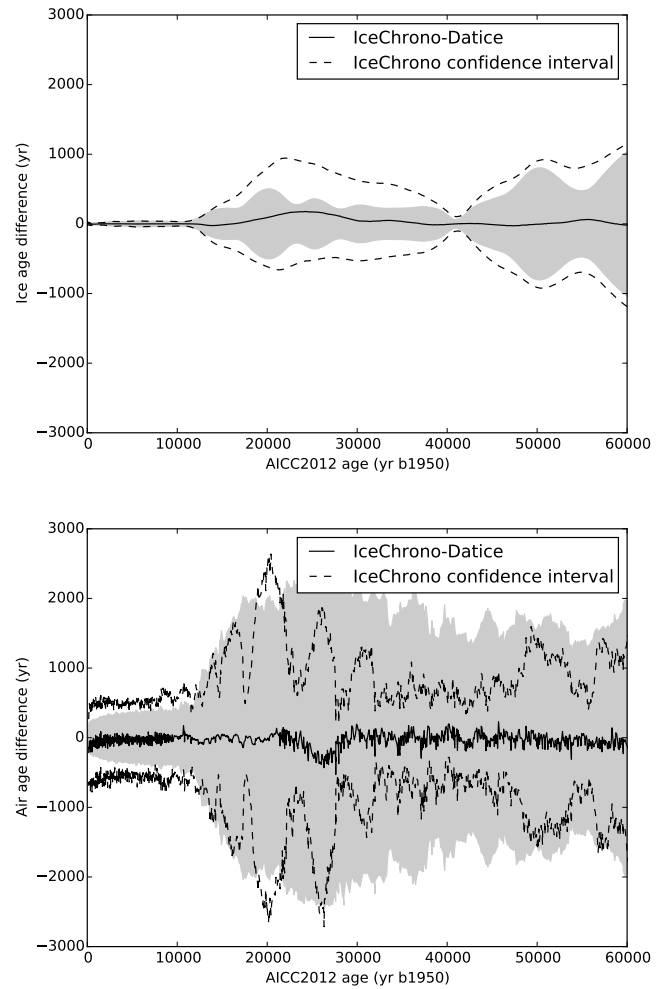 3000
IceChrono-Datice
IceChrono confidence interval
2000
1000
0
−1000
−2000
−3000
Ice age difference (yr)
0 10000 20000 30000 40000 50000 60000
AICC2012 age (yr b1950)
3000
IceChrono-Datice
IceChrono confidence interval
2000
1000
0
−1000
−2000
−3000
Air age difference (yr)
0 10000 20000 30000 40000 50000 60000
AICC2012 age (yr b1950)